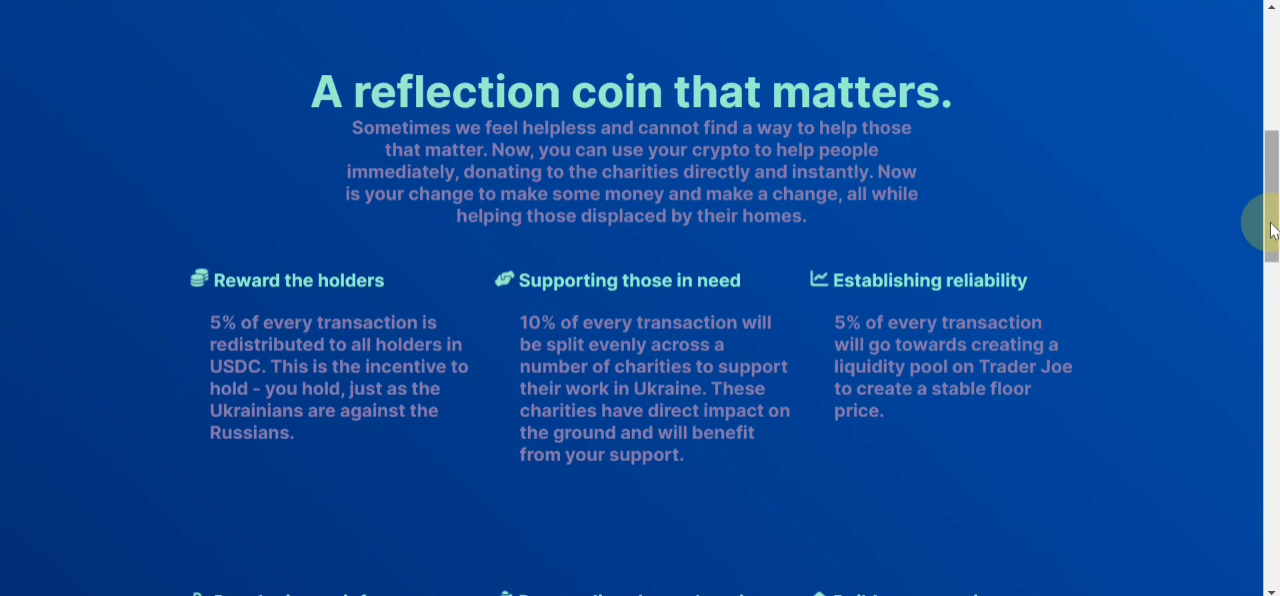 A reflection coin that matters.
Sometimes we feel helpless and cannot find a way to help those
that matter. Now, you can use your crypto to help people
immediately, donating to the charities directly and instantly. Now
is your change to make some money and make a change, all while
helping those displaced by their homes.
Reward the holders
5% of every transaction is
redistributed to all holders in
USDC. This is the incentive to
hold - you hold, just as the
Ukrainians are against the
Russians.
Supporting those in need
10% of every transaction will
be split evenly across a
number of charities to support
their work in Ukraine. These
charities have direct impact on
the ground and will benefit
from your support.
Establishing reliability
5% of every transaction
will go towards creating a
liquidity pool on Trader Joe
to create a stable floor
price.